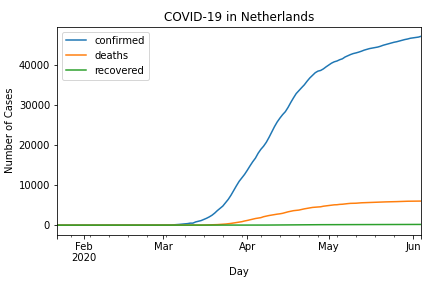 COVID-19 in Netherlands
confirmed
deaths
recovered
Number of Cases
40000
30000
20000
10000
0
Feb
2020
Mar
Apr
May
Jun
Day